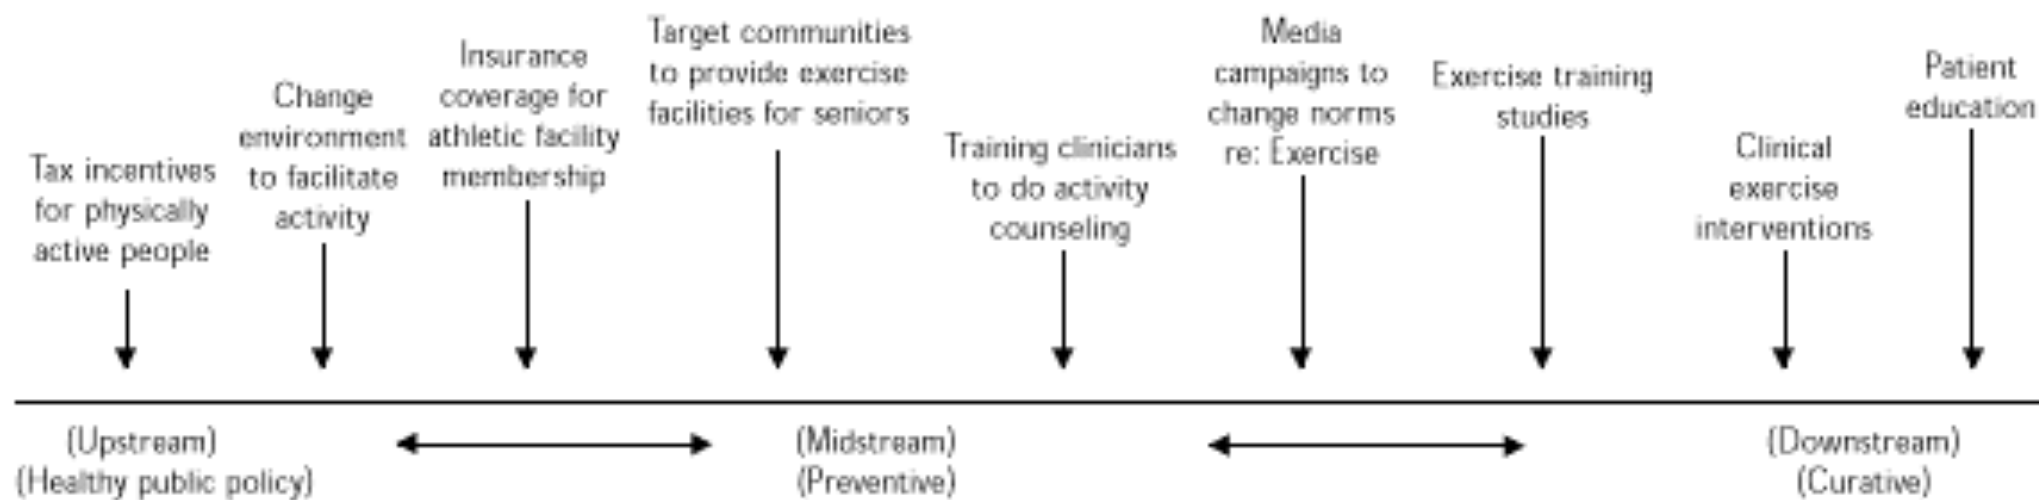 Tax incentives
for physically
active people
Change
environment
to facilitate
activity
Insurance
coverage for
athletic facility
membership
Target communities
to provide exercise
facilities for seniors
Training clinicians
to do activity
counseling
Media
campaigns to
change norms
re: Exercise
Exercise training
studies
Clinical
exercise
interventions
Patient
education
(Upstream)
(Healthy public policy)
(Midstream)
(Preventive)
(Downstream)
(Curative)